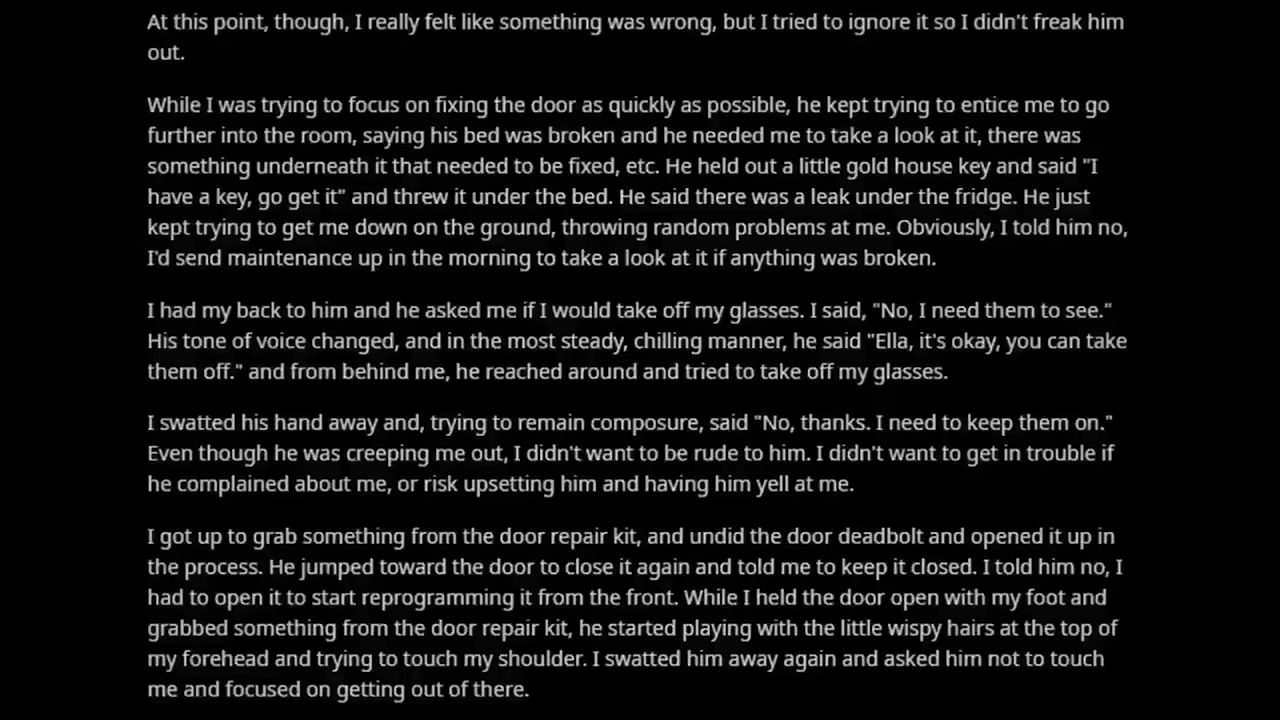 At this point, though, I really felt like something was wrong, but I tried to ignore it so I didn't freak him
out.
While I was trying to focus on fixing the door as quickly as possible, he kept trying to entice me to go
further into the room, saying his bed was broken and he needed me to take a look at it, there was
something underneath it that needed to be fixed, etc. He held out a little gold house key and said "I
have a key, go get it" and threw it under the bed. He said there was a leak under the fridge. He just
kept trying to get me down on the ground, throwing random problems at me. Obviously, I told him no,
I'd send maintenance up in the morning to take a look at it if anything was broken.
I had my back to him and he asked me if I would take off my glasses. I said, "No, I need them to see."
His tone of voice changed, and in the most steady, chilling manner, he said "Ella, it's okay, you can take
them off." and from behind me, he reached around and tried to take off my glasses.
I swatted his hand away and, trying to remain composure, said "No, thanks. I need to keep them on."
Even though he was creeping me out, I didn't want to be rude to him. I didn't want to get in trouble if
he complained about me, or risk upsetting him and having him yell at me.
I got up to grab something from the door repair kit, and undid the door deadbolt and opened it up in
the process. He jumped toward the door to close it again and told me to keep it closed. I told him no, I
had to open it to start reprogramming it from the front. While I held the door open with my foot and
grabbed something from the door repair kit, he started playing with the little wispy hairs at the top of
my forehead and trying to touch my shoulder. I swatted him away again and asked him not to touch
me and focused on getting out of there.